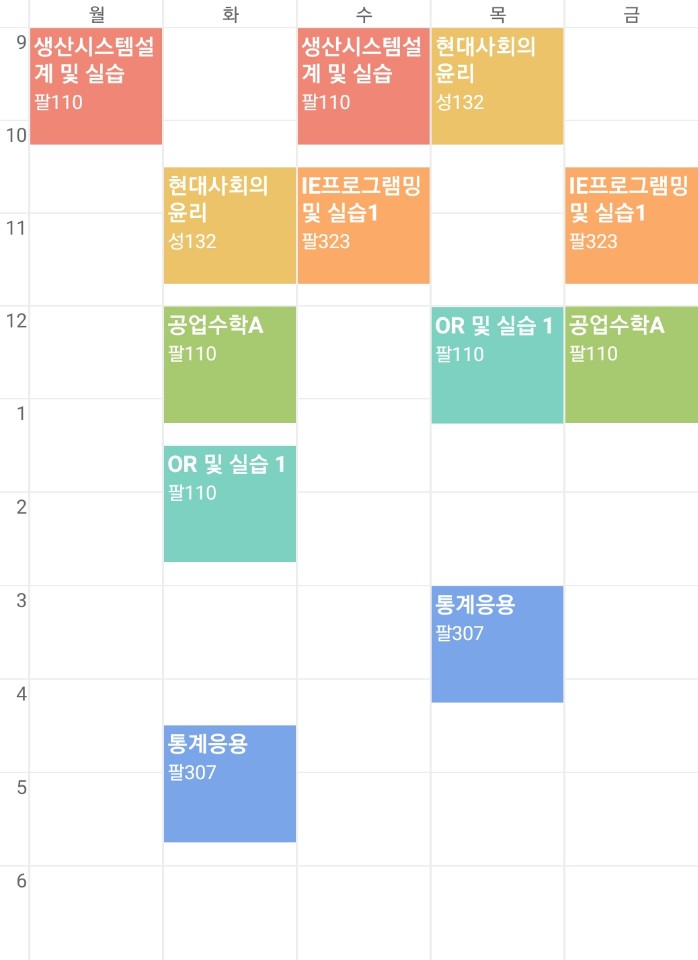 월 화 수 목 금
9
생산시스템설
계 및 실습
팔110
생산시스템설
계 및 실습
팔110
현대사회의
윤리
성132
10
현대사회의
윤리
성132
IE프로그램밍
및 실습1
팔323
IE프로그램밍
및 실습1
팔323
11
12
공업수학A
팔110
OR 및 실습 1
팔110
공업수학A
팔110
1
OR 및 실습 1
팔110
2
3
통계응용
팔307
4
통계응용
팔307
5
6